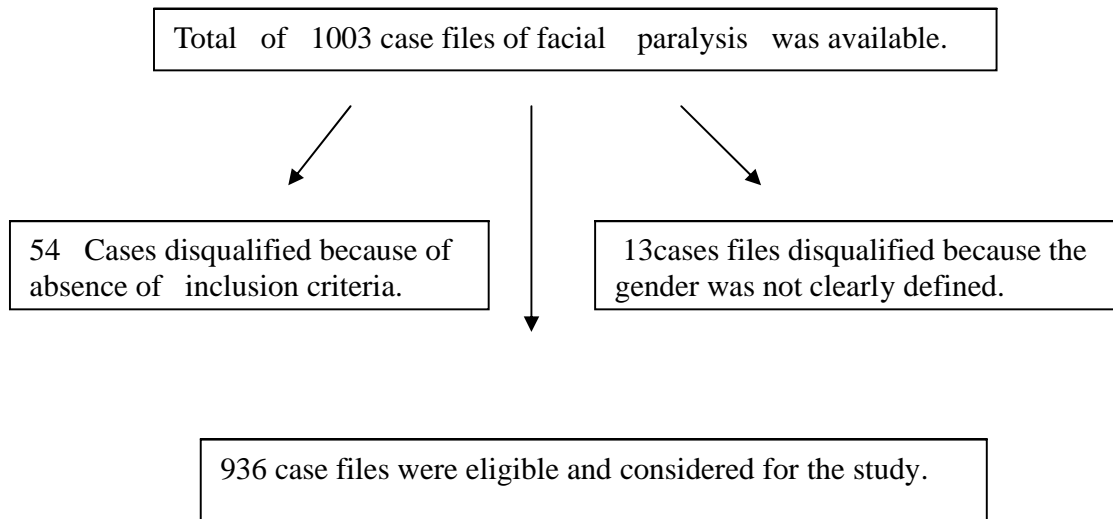 Total of 1003 case files of facial paralysis was available.
54 Cases disqualified because of
absence of inclusion criteria.
13cases files disqualified because the
gender was not clearly defined.
936 case files were eligible and considered for the study.